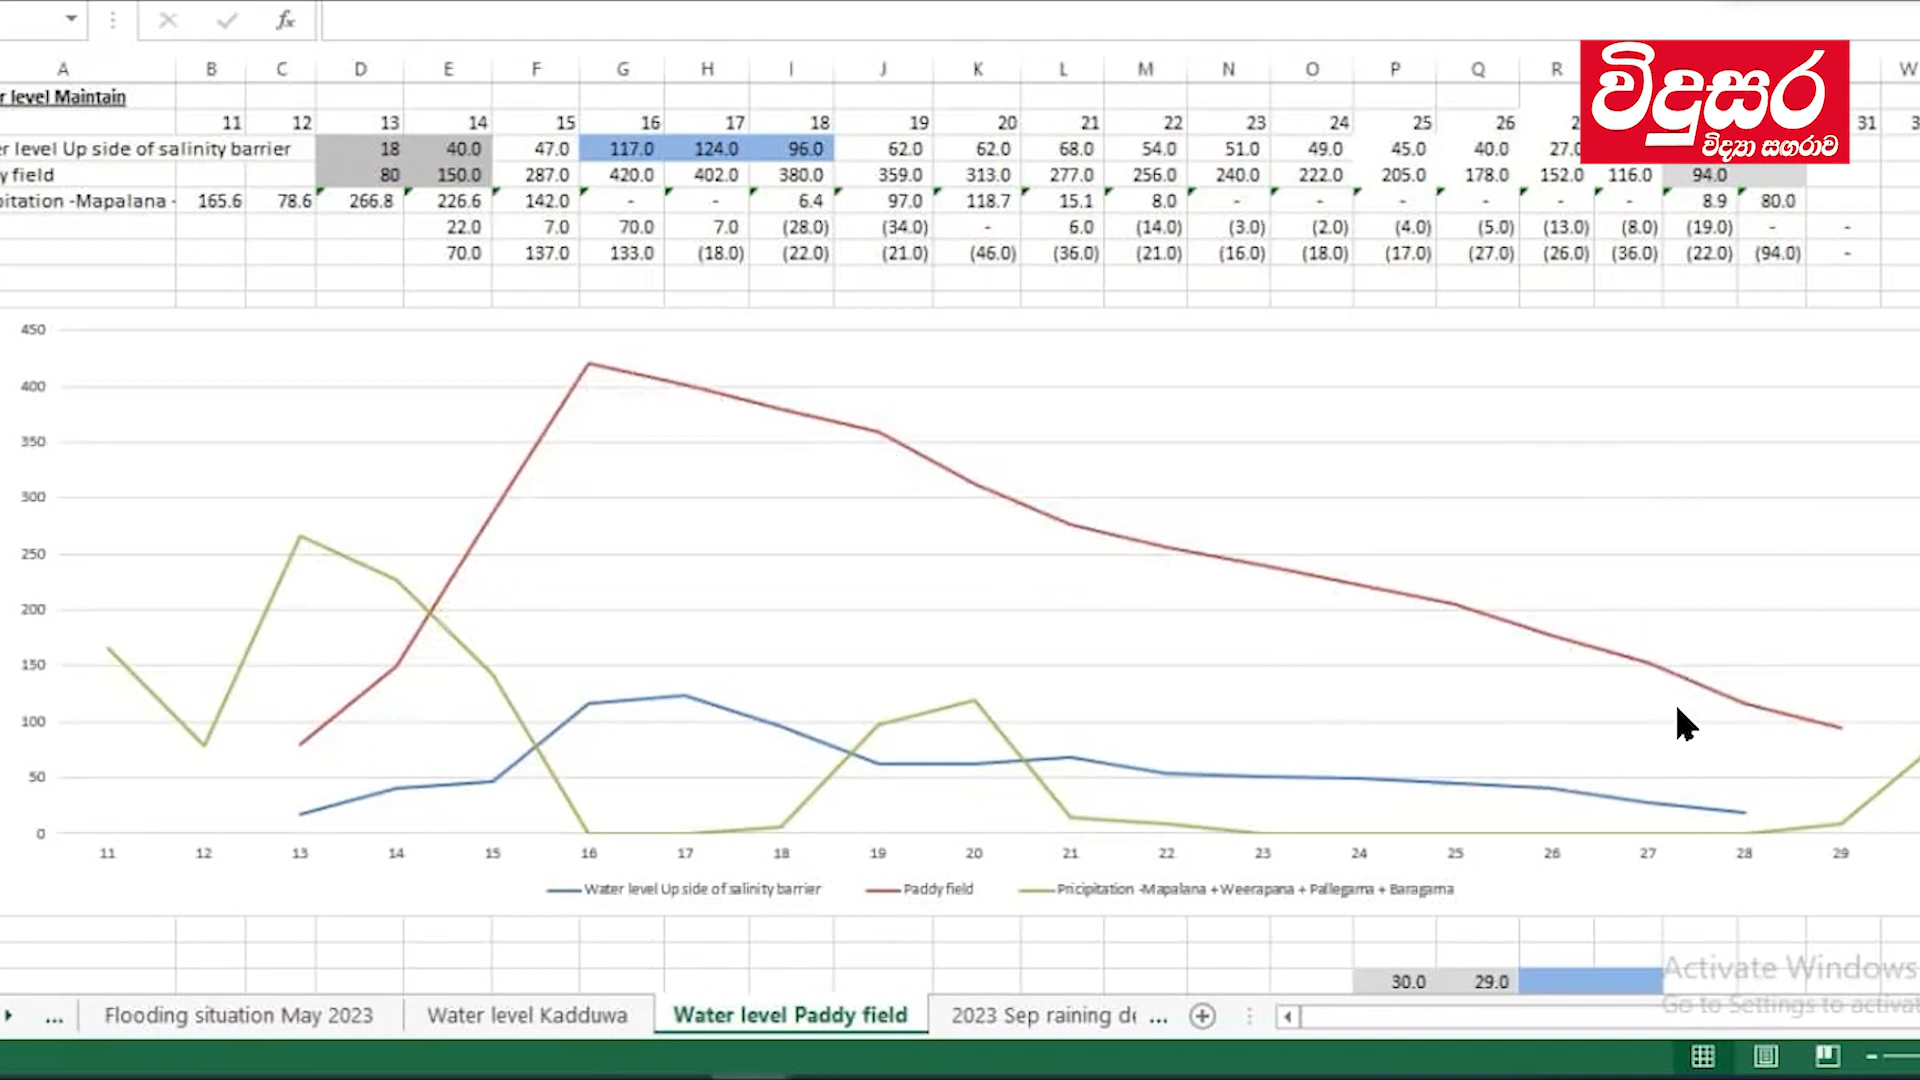 fx
A B C D E F G H I J K L M N O P Q R W
r level Maintain
11 12 13 14 15 16 17 18 19 20 21 22 23 24 25 26 31
r level Up side of salinity barrier 18 40.0 47.0 117.0 124.0 96.0 62.0 62.0 68.0 54.0 51.0 49.0 45.0 40.0 27.0
y field 80 150.0 287.0 420.0 402.0 380.0 359.0 313.0 277.0 256.0 240.0 222.0 205.0 178.0 152.0 116.0 94.0
pitation -Mapalana - 165.6 78.6 266.8 226.6 142.0 - - 6.4 97.0 118.7 15.1 8.0 - - - - - - 8.9 80.0
22.0 7.0 70.0 7.0 (28.0) (34.0) - 6.0 (14.0) (3.0) (2.0) (4.0) (5.0) (13.0) (8.0) (19.0) - -
70.0 137.0 133.0 (18.0) (22.0) (21.0) (46.0) (36.0) (21.0) (16.0) (18.0) (17.0) (27.0) (26.0) (36.0) (22.0) (94.0) -
විදුසර
විද්‍යා සඟරාව
450
400
350
300
250
200
150
100
50
0
11 12 13 14 15 16 17 18 19 20 21 22 23 24 25 26 27 28 29
Water level Up side of salinity barrier Paddy field Pricipitation -Mapalana + Weerapana + Pallegama + Baragama
30.0 29.0
Activate Windows
Go to Settings to activat
... Flooding situation May 2023 Water level Kadduwa Water level Paddy field 2023 Sep raining de ...